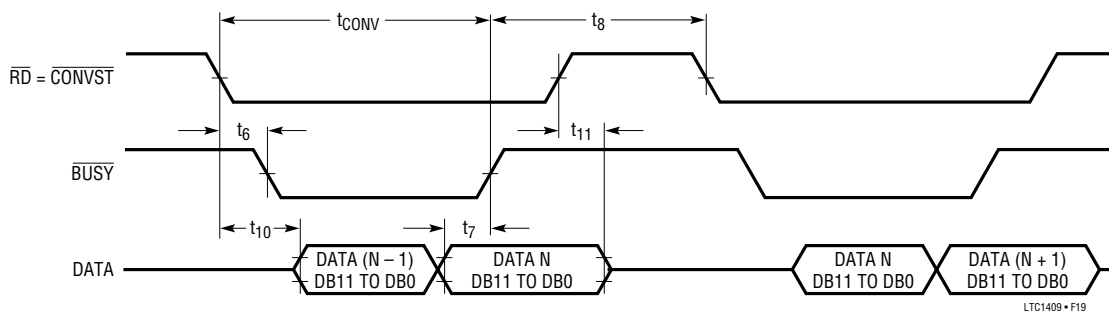 tCONV
t8
RD = CONVST
t6
t11
BUSY
t10
t7
DATA
DATA (N – 1)
DB11 TO DB0
DATA N
DB11 TO DB0
DATA N
DB11 TO DB0
DATA (N + 1)
DB11 TO DB0
LTC1409 • F19